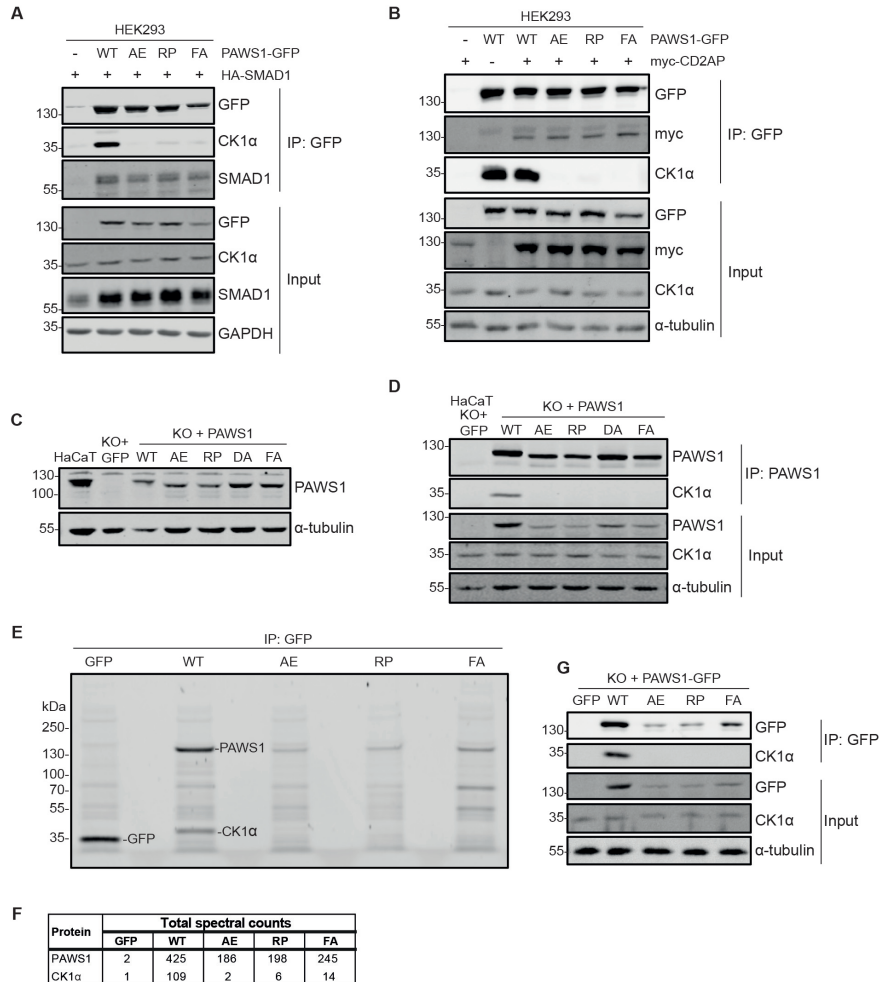 A
HEK293
- WT AE RP FA PAWS1-GFP
+ + + + + HA-SMAD1
130- GFP
35- CK1α
55- SMAD1
IP: GFP
130- GFP
35- CK1α
55- SMAD1
35- GAPDH
Input
B
HEK293
- WT WT AE RP FA PAWS1-GFP
+ - + + + + myc-CD2AP
130- GFP
130- myc
35- CK1α
IP: GFP
130- GFP
130- myc
35- CK1α
55- α-tubulin
Input
C
KO+ KO + PAWS1
HaCaT GFP WT AE RP DA FA
130-
100- PAWS1
55- α-tubulin
D
HaCaT
KO+ KO + PAWS1
GFP WT AE RP DA FA
130- PAWS1
35- CK1α
IP: PAWS1
130- PAWS1
35- CK1α
55- α-tubulin
Input
E
IP: GFP
GFP WT AE RP FA
kDa
250-
130- -PAWS1
100-
70-
55-
35- -GFP -CK1α
G
KO + PAWS1-GFP
GFP WT AE RP FA
130- GFP
CK1α
IP: GFP
130- GFP
35- CK1α
55- α-tubulin
Input
F
Protein Total spectral counts
GFP WT AE RP FA
PAWS1 2 425 186 198 245
CK1α 1 109 2 6 14